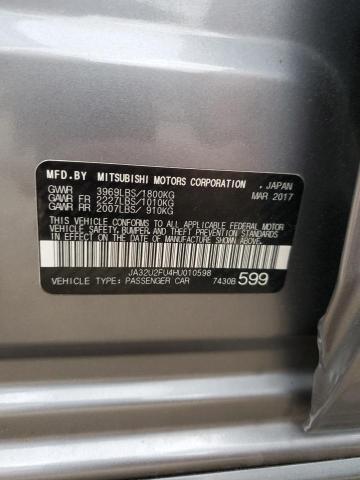 MFD.BY MITSUBISHI MOTORS CORPORATION , JAPAN
GVWR 3969LBS/1800KG MAR 2017
GAWR FR 2227LBS/1010KG
GAWR RR 2007LBS/ 910KG
THIS VEHICLE CONFORMS TO ALL APPLICABLE FEDERAL MOTOR
VEHICLE SAFETY, BUMPER, AND THEFT PREVENTION STANDARDS
IN EFFECT ON THE DATE OF MANUFACTURE SHOWN ABOVE.
JA32U2FU4HU010598
VEHICLE TYPE: PASSENGER CAR 7430B 599